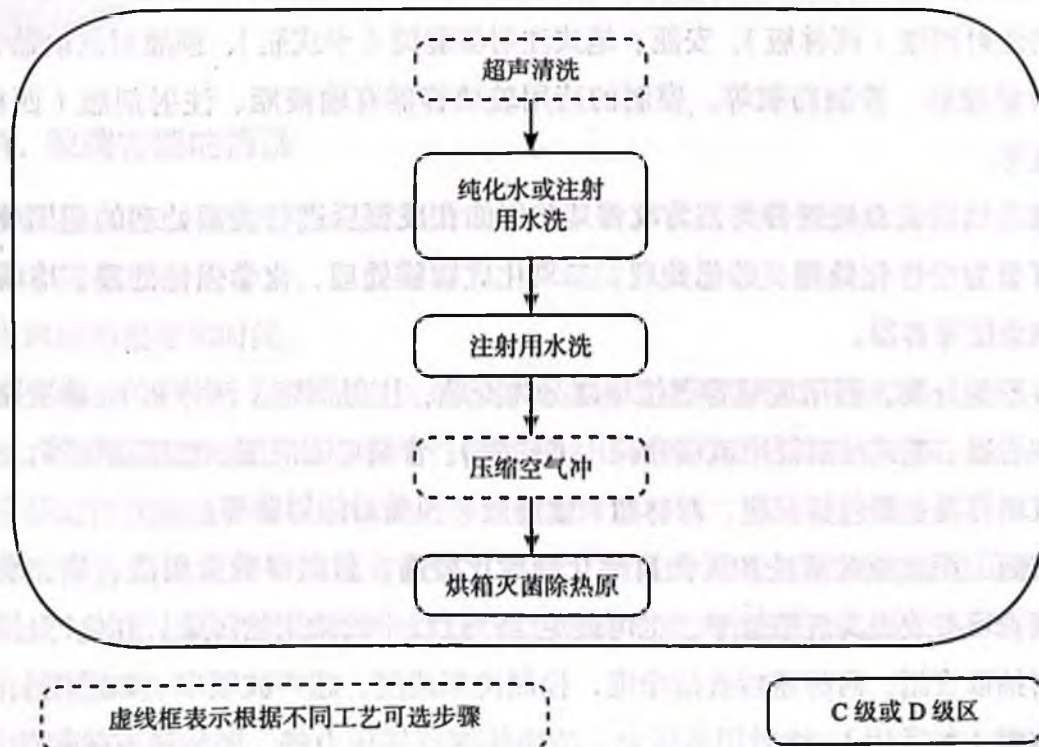 超声清洗
纯化水或注射
用水洗
注射用水洗
压缩空气冲
烘箱灭菌除热原
虚线框表示根据不同工艺可选步骤
C级或D级区